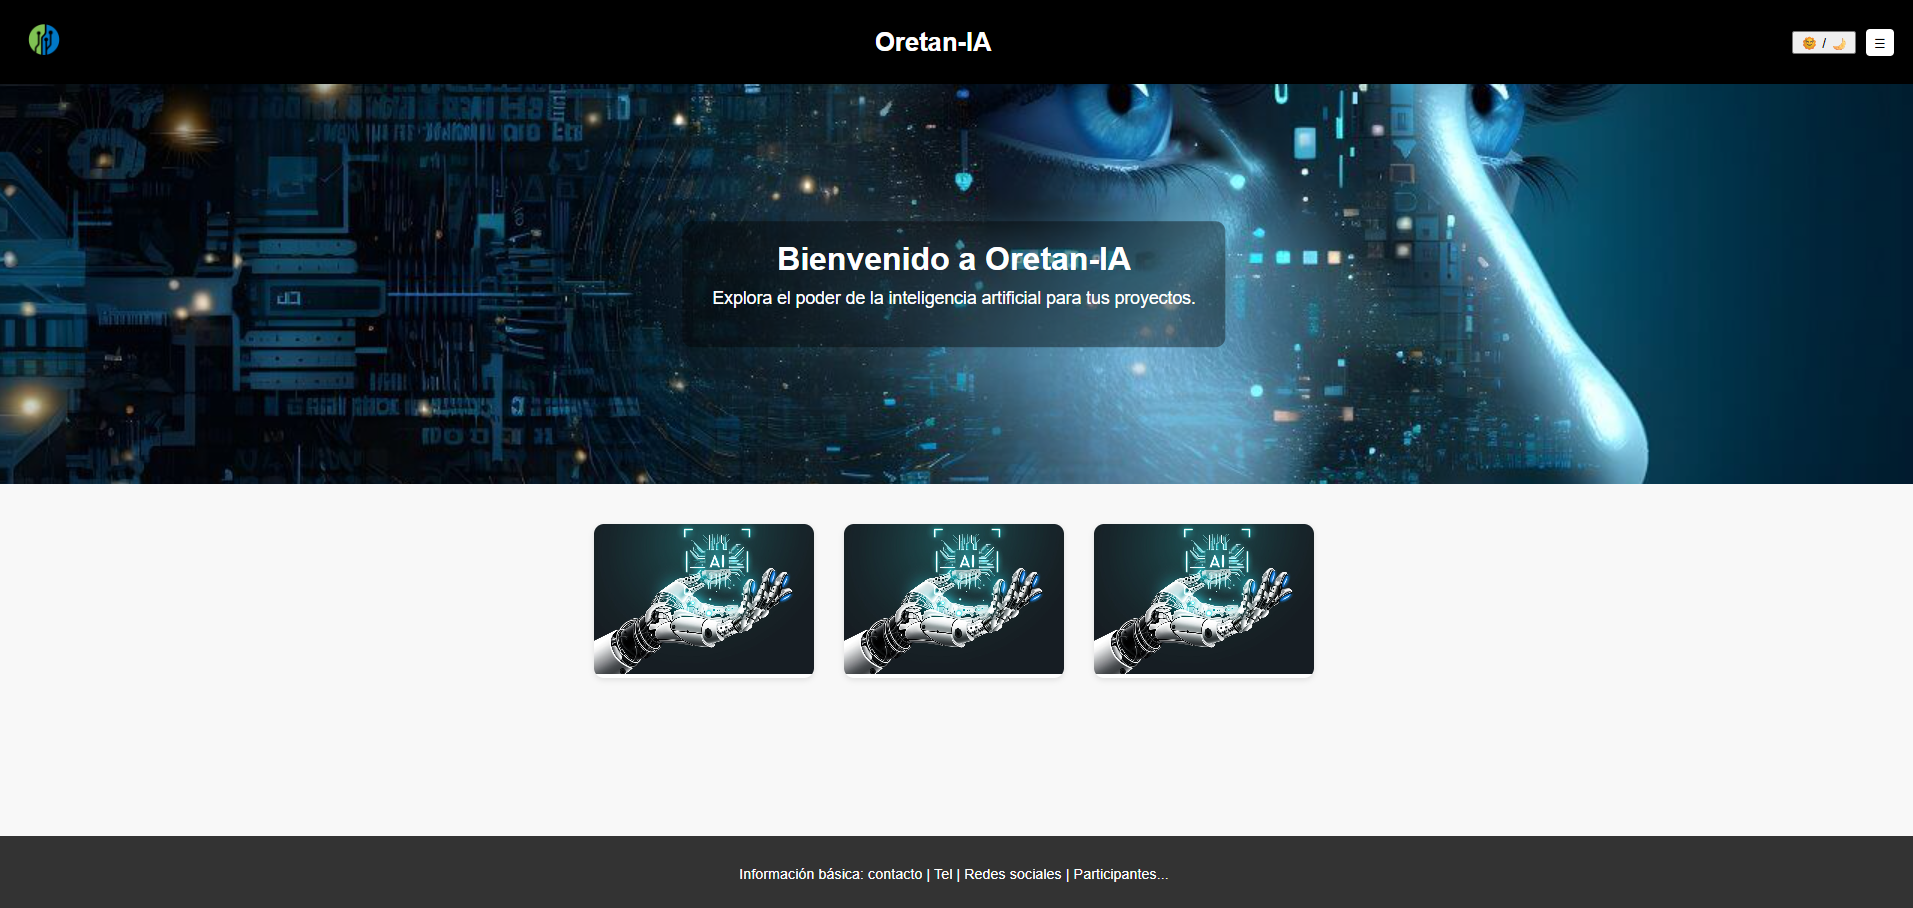 Oretan-IA
🌞 / 🌙
☰
Bienvenido a Oretan-IA
Explora el poder de la inteligencia artificial para tus proyectos.
AI
AI
AI
Información básica: contacto | Tel | Redes sociales | Participantes...